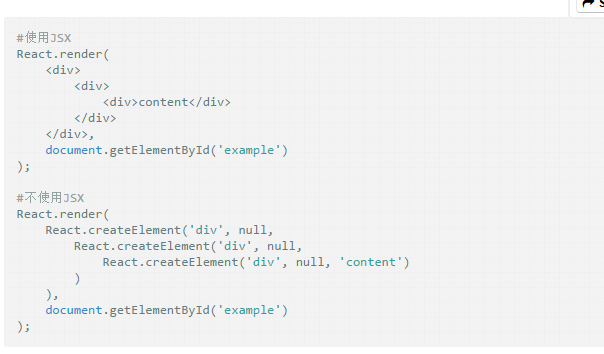 #使用JSX
React.render(
    <div>
        <div>
            <div>content</div>
        </div>
    </div>,
    document.getElementById('example')
);
#不使用JSX
React.render(
    React.createElement('div', null,
        React.createElement('div', null,
            React.createElement('div', null, 'content')
        )
    ),
    document.getElementById('example')
);